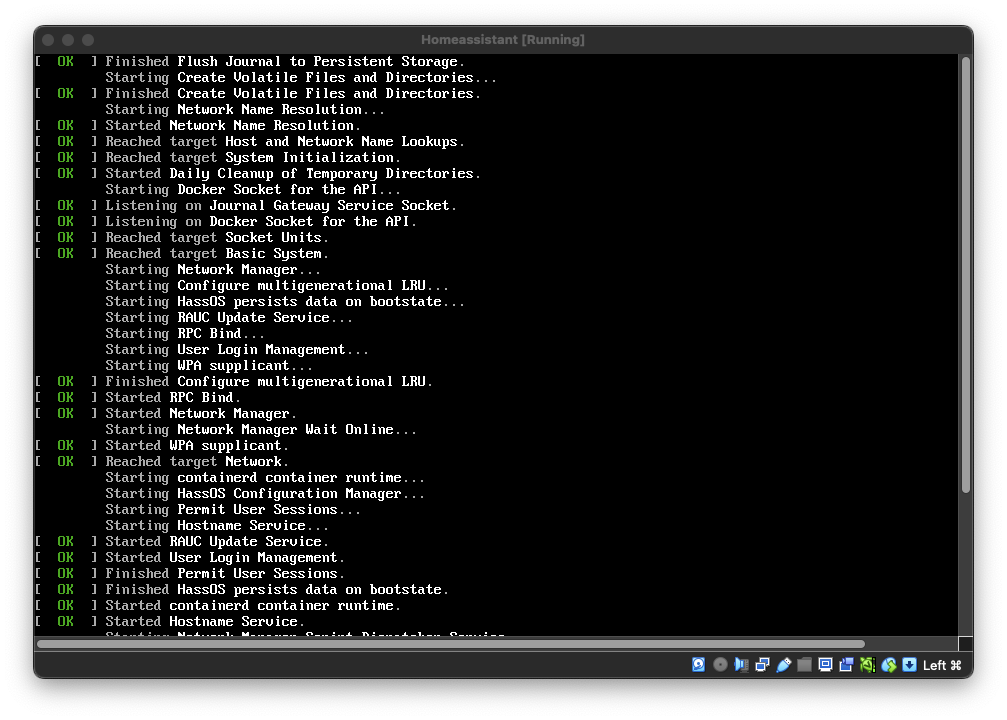 Homeassistant [Running]
[ OK ] Finished Flush Journal to Persistent Storage.
Starting Create Volatile Files and Directories...
[ OK ] Finished Create Volatile Files and Directories.
Starting Network Name Resolution...
[ OK ] Started Network Name Resolution.
[ OK ] Reached target Host and Network Name Lookups.
[ OK ] Reached target System Initialization.
[ OK ] Started Daily Cleanup of Temporary Directories.
Starting Docker Socket for the API...
[ OK ] Listening on Journal Gateway Service Socket.
[ OK ] Listening on Docker Socket for the API.
[ OK ] Reached target Socket Units.
[ OK ] Reached target Basic System.
Starting Network Manager...
Starting Configure multigenerational LRU...
Starting HassOS persists data on bootstate...
Starting RAUC Update Service...
Starting RPC Bind...
Starting User Login Management...
Starting WPA supplicant...
[ OK ] Finished Configure multigenerational LRU.
[ OK ] Started RPC Bind.
[ OK ] Started Network Manager.
Starting Network Manager Wait Online...
[ OK ] Started WPA supplicant.
[ OK ] Reached target Network.
Starting containerd container runtime...
Starting HassOS Configuration Manager...
Starting Permit User Sessions...
Starting Hostname Service...
[ OK ] Started RAUC Update Service.
[ OK ] Started User Login Management.
[ OK ] Finished Permit User Sessions.
[ OK ] Finished HassOS persists data on bootstate.
[ OK ] Started containerd container runtime.
[ OK ] Started Hostname Service.
Starting Network Manager Script Dispatcher Service...
Left ⌘